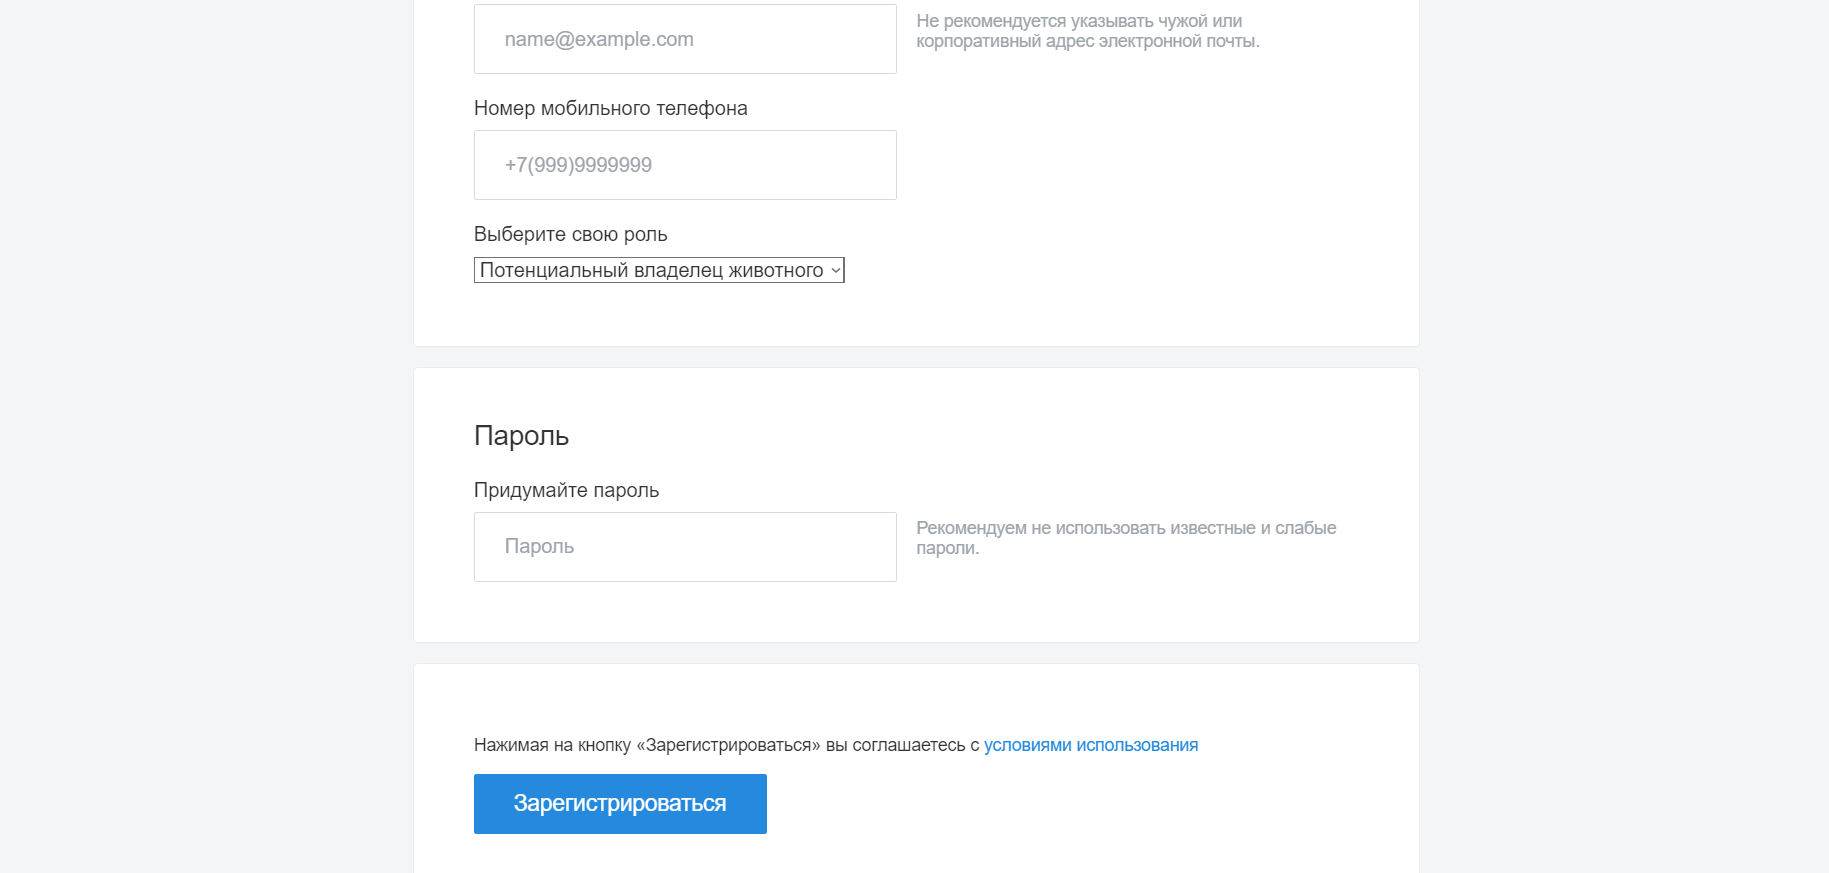 name@example.com
Не рекомендуется указывать чужой или
корпоративный адрес электронной почты.
Номер мобильного телефона
+7(999)9999999
Выберите свою роль
Потенциальный владелец животного
Пароль
Придумайте пароль
Пароль
Рекомендуем не использовать известные и слабые
пароли.
Нажимая на кнопку «Зарегистрироваться» вы соглашаетесь с условиями использования
Зарегистрироваться